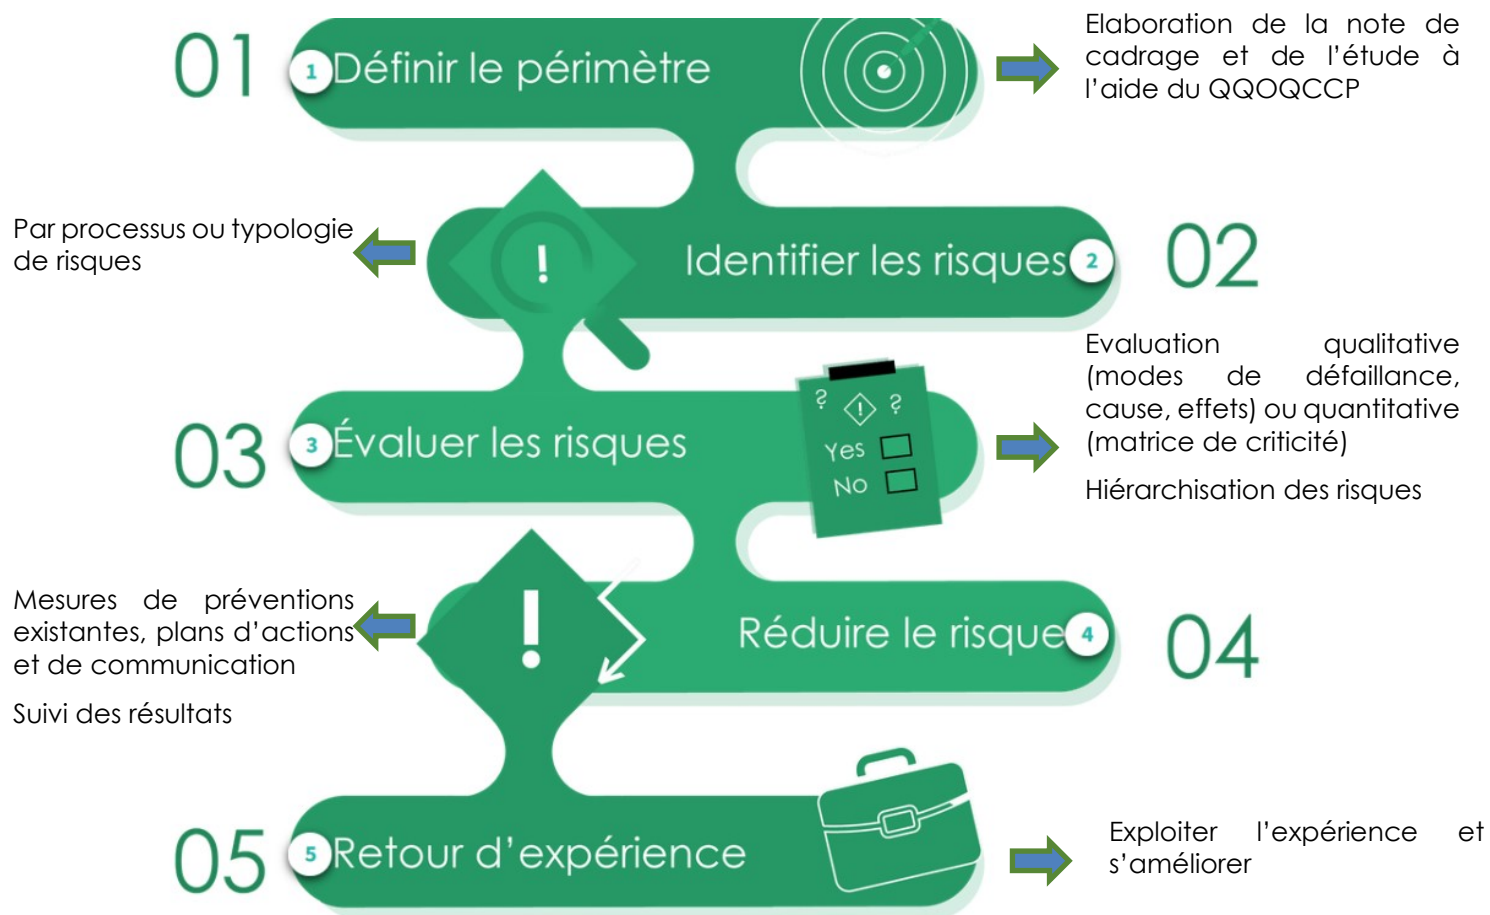 01
1 Définir le périmètre
Elaboration de la note de
cadrage et de l'étude à
l'aide du QQOQCCP
Par processus ou typologie
de risques
!
Identifier les risques 2
02
03
3 Évaluer les risques
? ! ?
Yes
No
Evaluation qualitative
(modes de défaillance,
cause, effets) ou quantitative
(matrice de criticité)
Hiérarchisation des risques
Mesures de préventions
existantes, plans d'actions
et de communication
Suivi des résultats
!
Réduire le risque 4
04
05
5 Retour d'expérience
Exploiter l'expérience et
s'améliorer